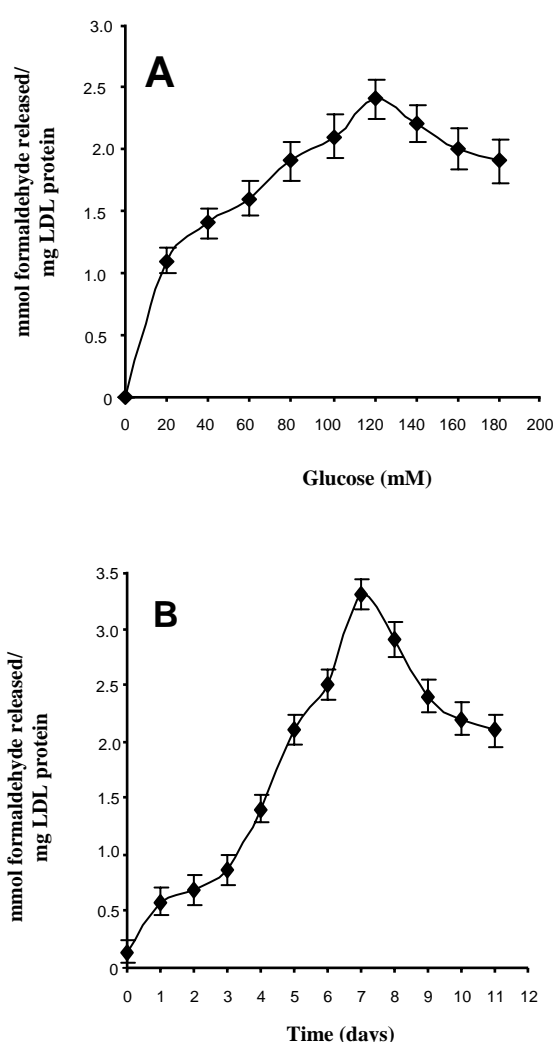 A
mmol formaldehyde released/
mg LDL protein
3.0
2.5
2.0
1.5
1.0
0.5
0
0 20 40 60 80 100 120 140 160 180 200
Glucose (mM)
B
mmol formaldehyde released/
mg LDL protein
3.5
3.0
2.5
2.0
1.5
1.0
0.5
0
0 1 2 3 4 5 6 7 8 9 10 11 12
Time (days)